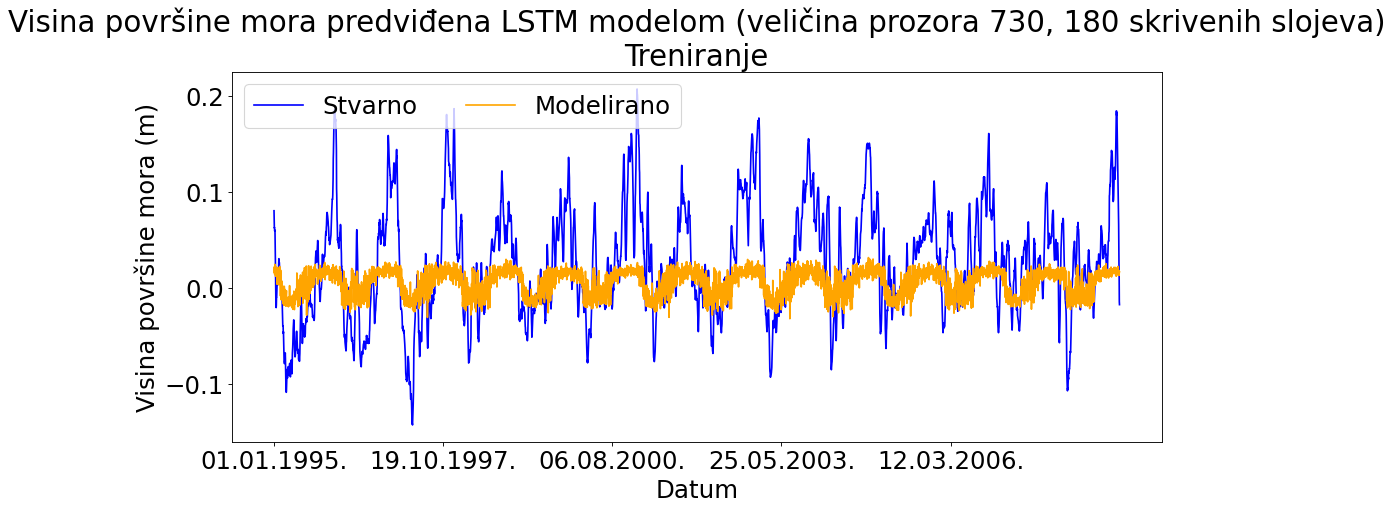 Visina površine mora predviđena LSTM modelom (veličina prozora 730, 180 skrivenih slojeva)
Treniranje
Stvarno
Modelirano
Visina površine mora (m)
0.2
0.1
0.0
−0.1
01.01.1995.
19.10.1997.
06.08.2000.
25.05.2003.
12.03.2006.
Datum